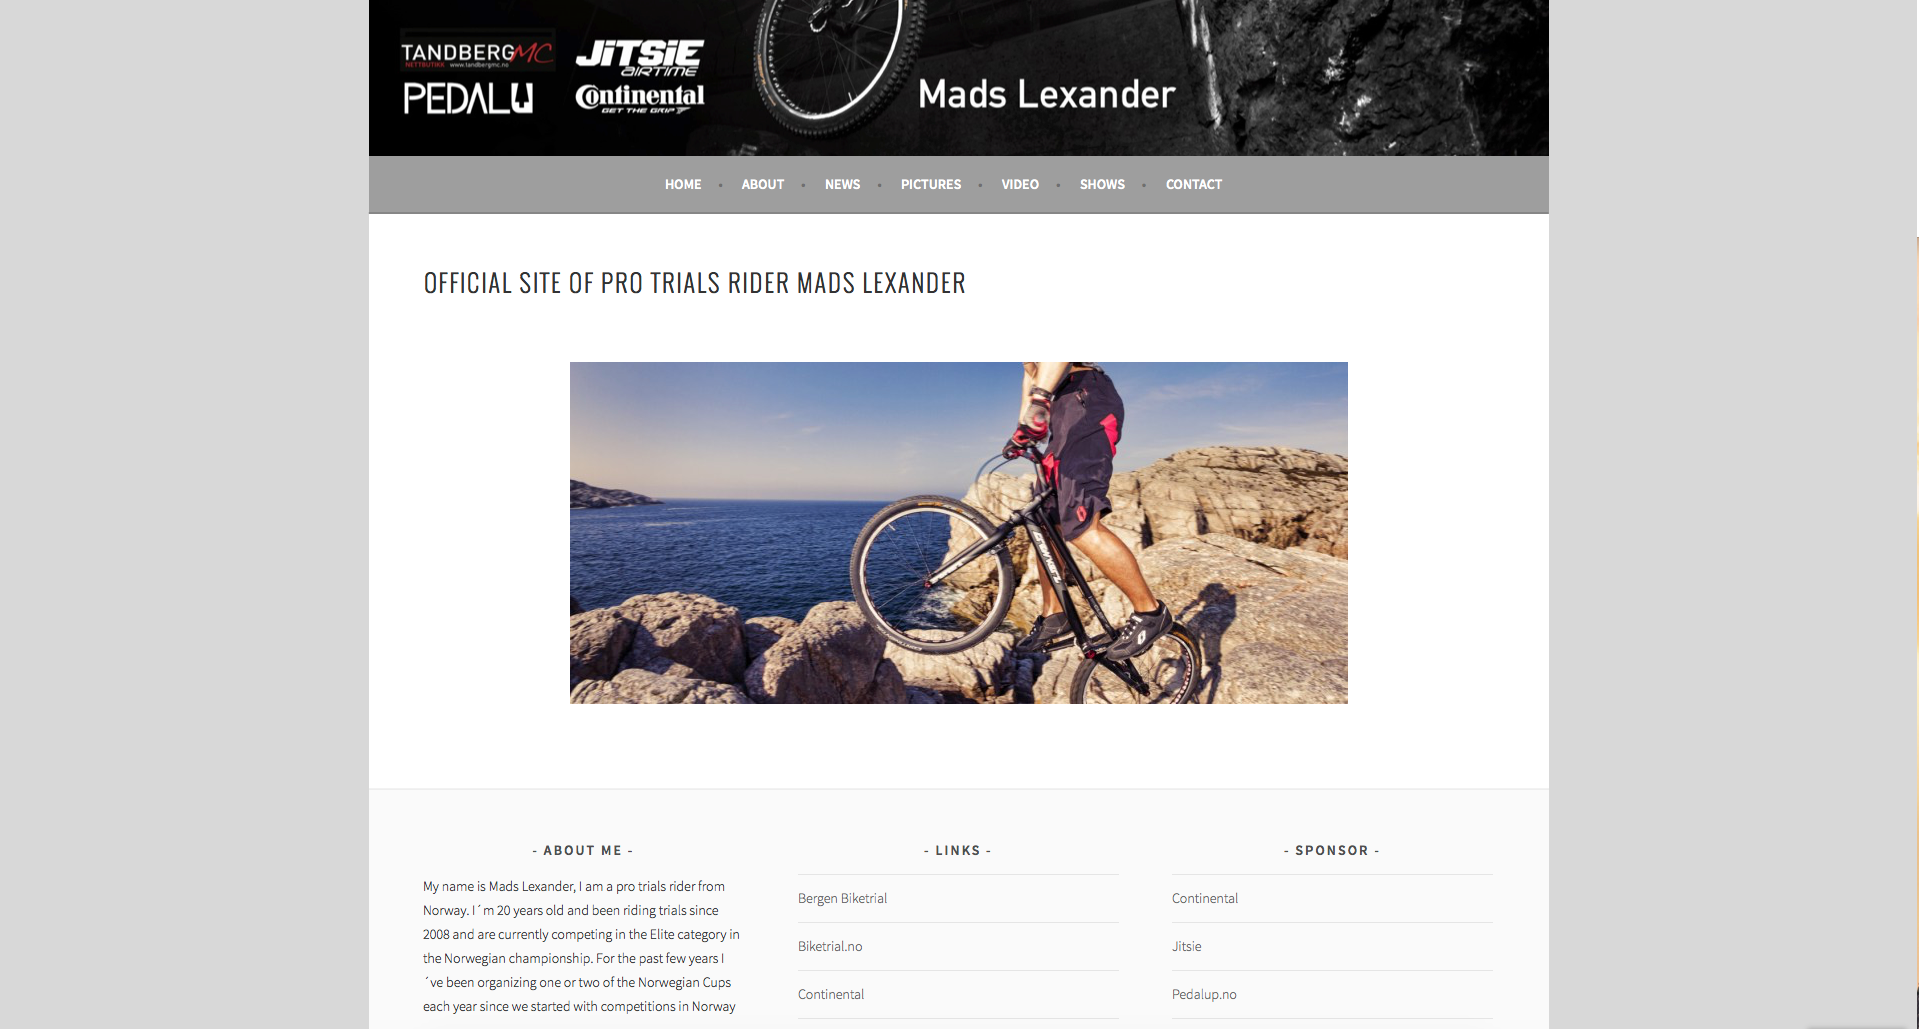 TANDBERGMC
NETTBUTIKK www.tandbergmc.no
PEDALU
JiTSiE
AIRTIME
Continental
GET THE GRIP
Mads Lexander
HOME • ABOUT • NEWS • PICTURES • VIDEO • SHOWS • CONTACT
OFFICIAL SITE OF PRO TRIALS RIDER MADS LEXANDER
- ABOUT ME -
My name is Mads Lexander, I am a pro trials rider from
Norway. I´m 20 years old and been riding trials since
2008 and are currently competing in the Elite category in
the Norwegian championship. For the past few years I
´ve been organizing one or two of the Norwegian Cups
each year since we started with competitions in Norway
- LINKS -
Bergen Biketrial
Biketrial.no
Continental
- SPONSOR -
Continental
Jitsie
Pedalup.no